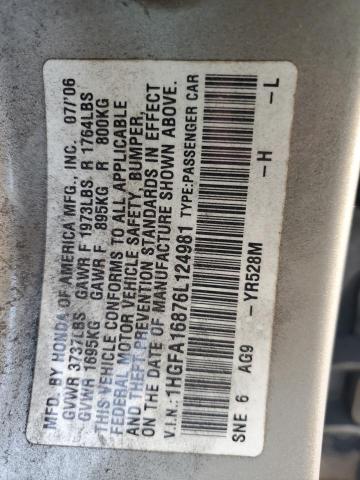 MFD. BY HONDA OF AMERICA MFG., INC. 07/'06
GVWR 3737LBS GAWR F 1973LBS R 1764LBS
GVWR 1695KG GAWR F 895KG R 800KG
THIS VEHICLE CONFORMS TO ALL APPLICABLE
FEDERAL MOTOR VEHICLE SAFETY, BUMPER,
AND THEFT PREVENTION STANDARDS IN EFFECT
ON THE DATE OF MANUFACTURE SHOWN ABOVE.
V.I.N.: 1HGFA16876L124981 TYPE:PASSENGER CAR
SNE 6 AG9 -YR528M -H -L